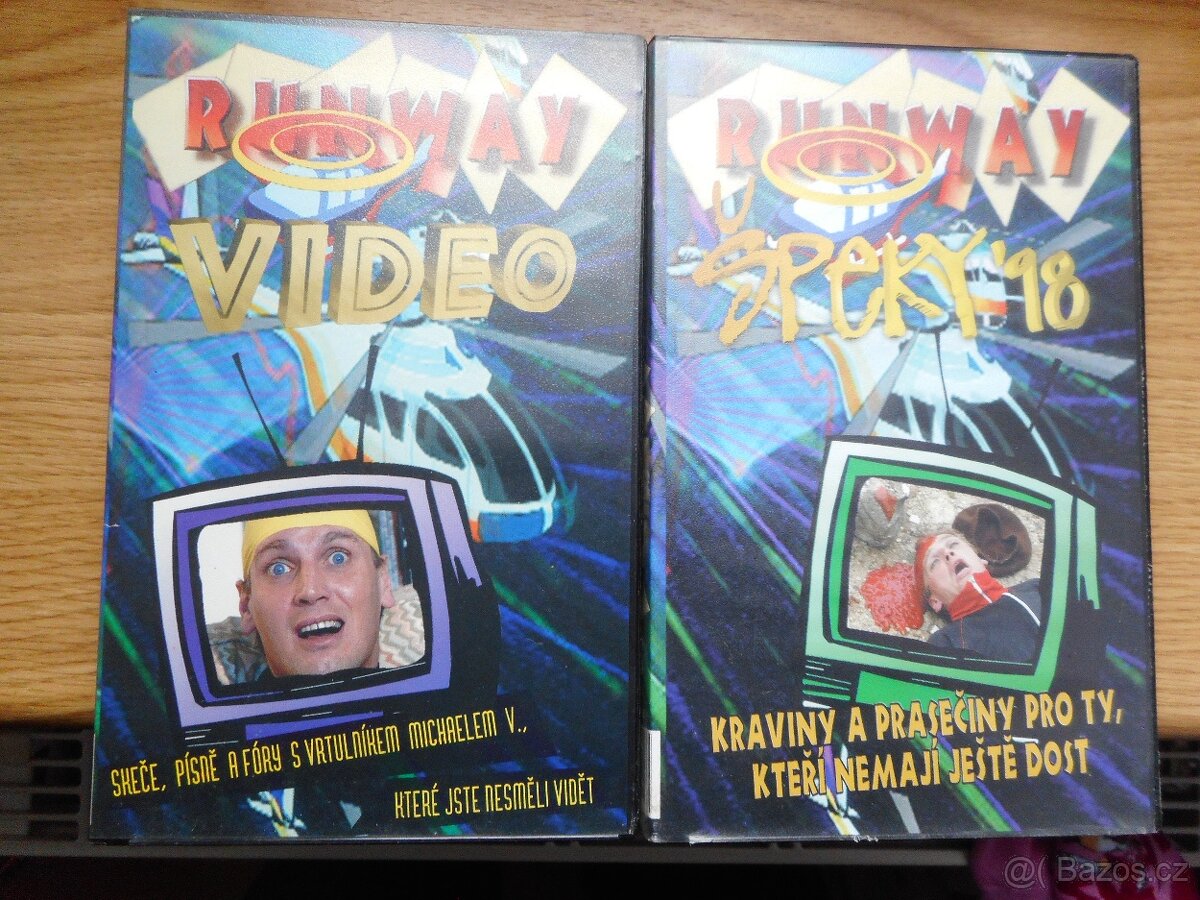 RUNWAY
VIDEO
SKEČE, PÍSNĚ A FÓRY S VRTULNÍKEM MICHAELEM V.,
KTERÉ JSTE NESMĚLI VIDĚT
RUNWAY
ŠPEKY '98
KRAVINY A PRASEČINY PRO TY,
KTEŘÍ NEMAJÍ JEŠTĚ DOST
@( Bazos.cz